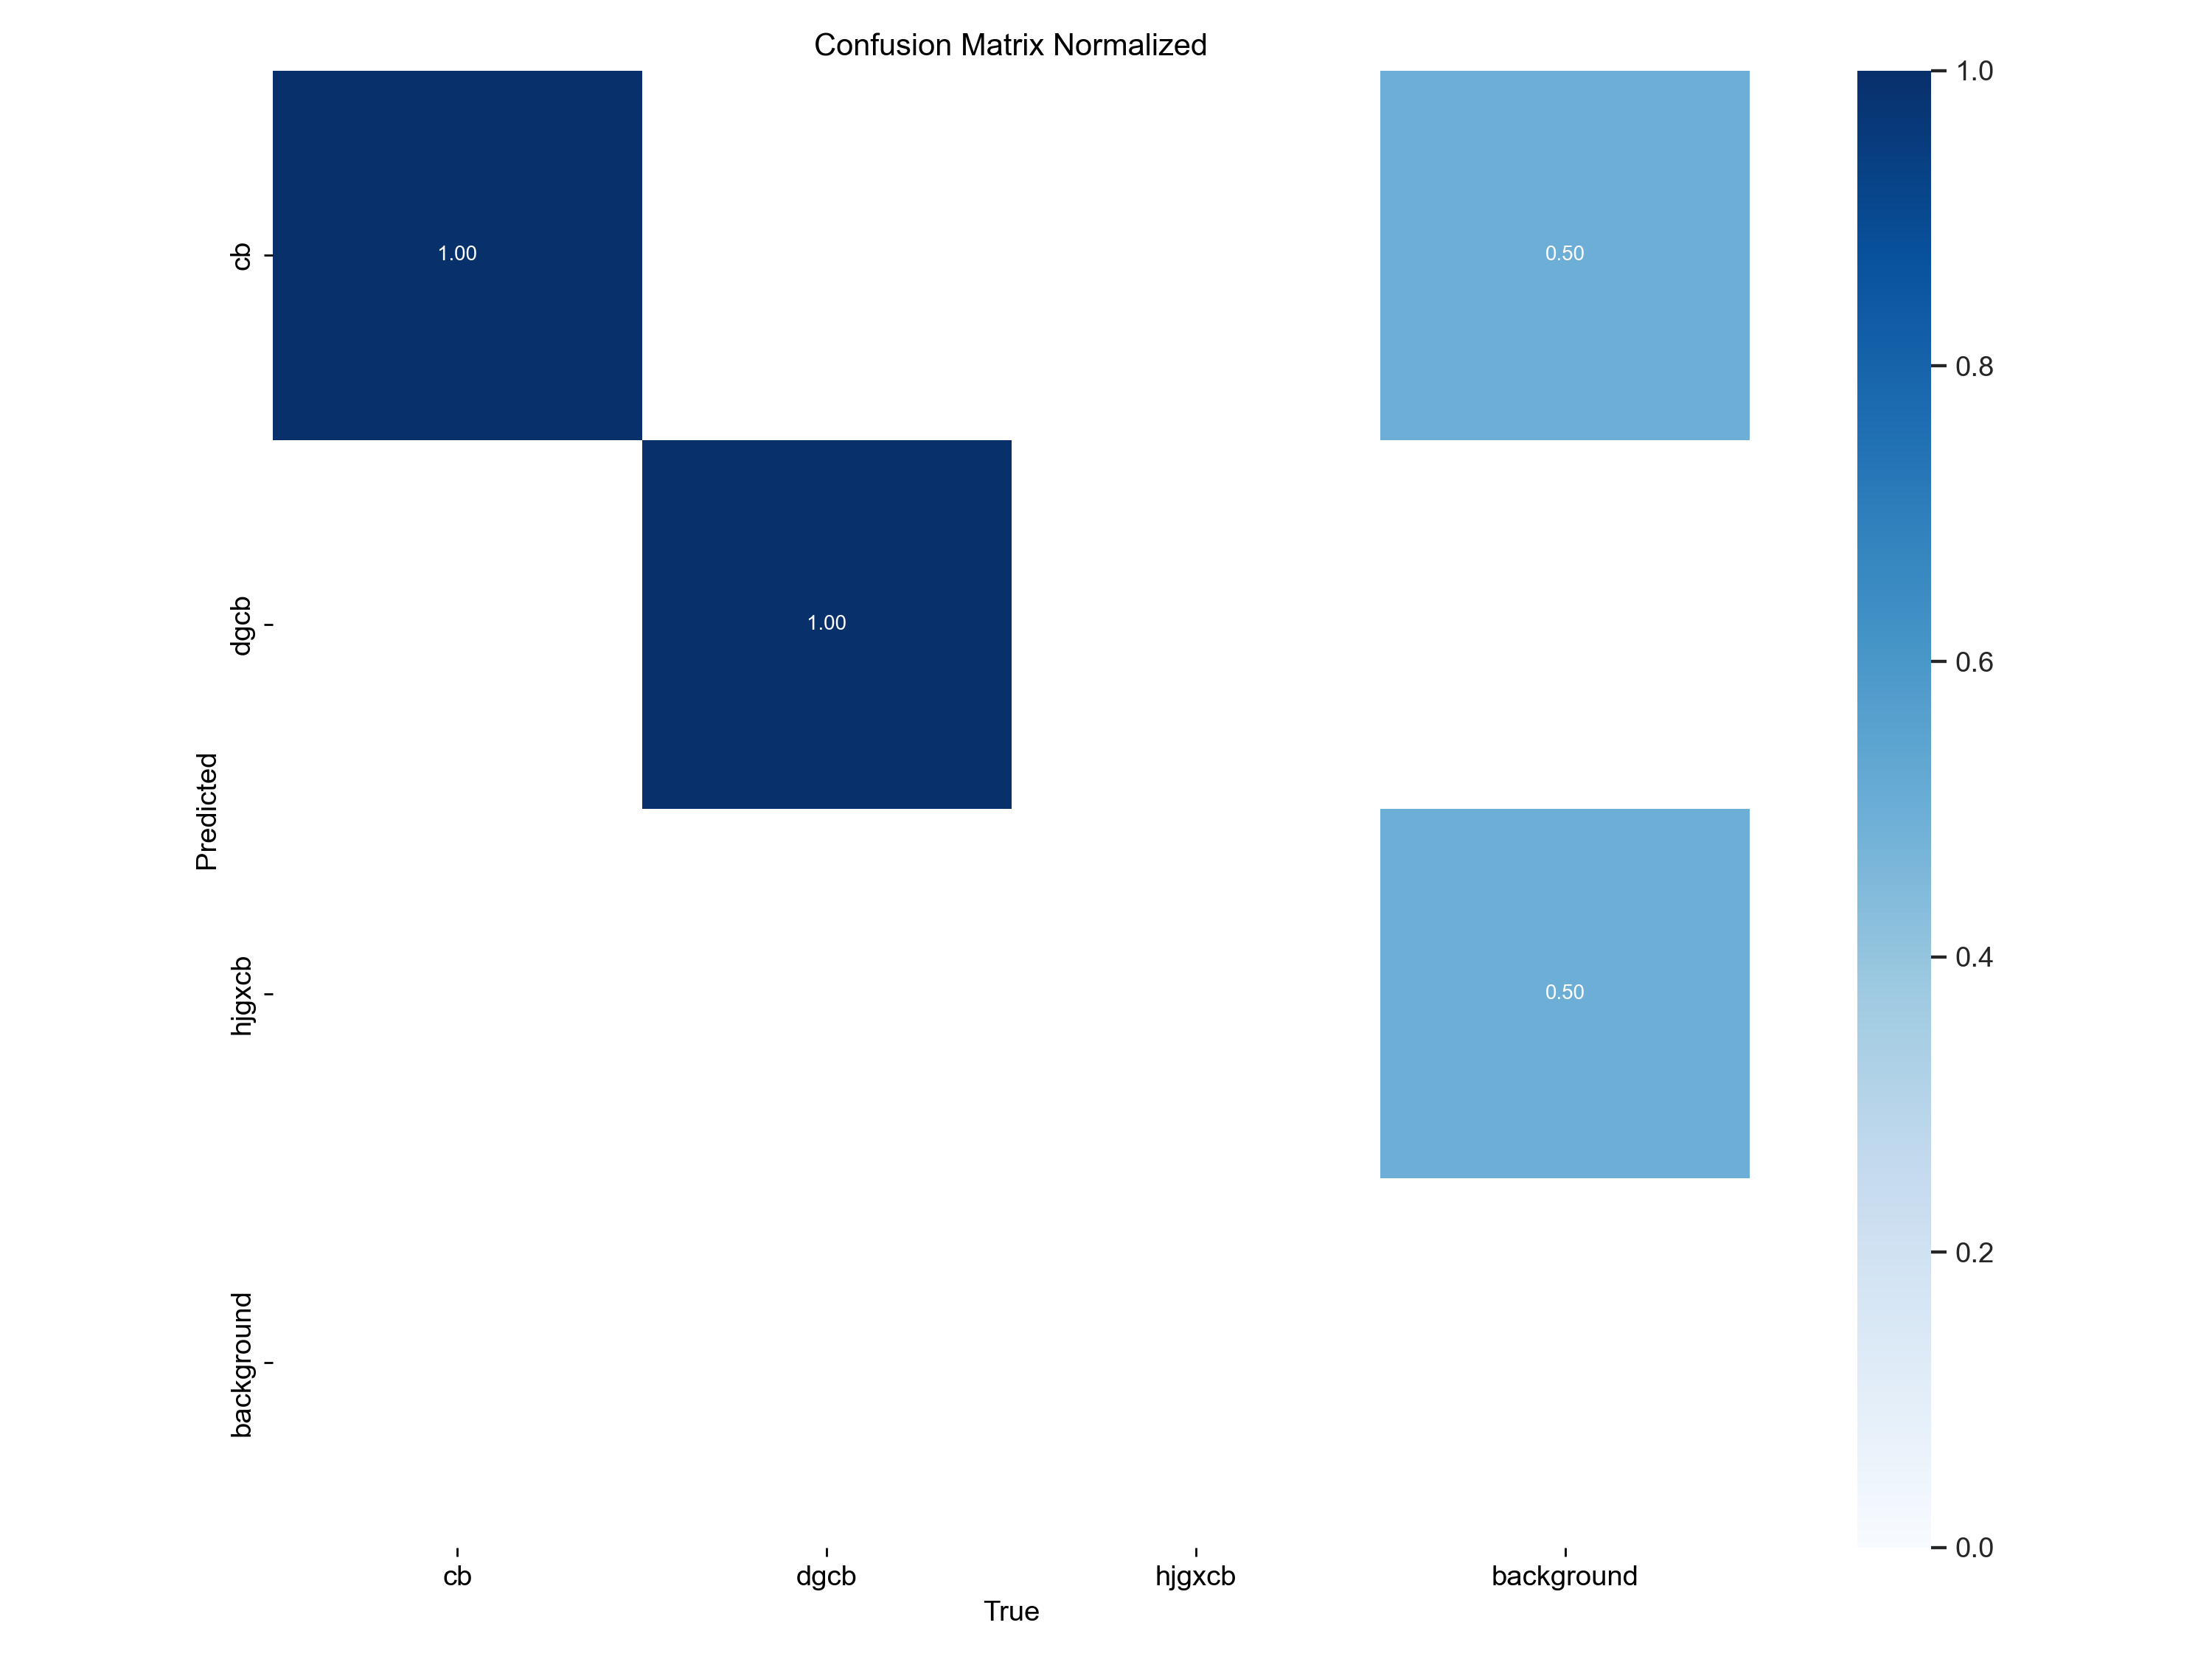 Confusion Matrix Normalized
1.0
cb
1.00
0.50
0.8
dgcb
1.00
0.6
Predicted
hjgxcb
0.50
0.4
background
0.2
0.0
cb
dgcb
hjgxcb
background
True